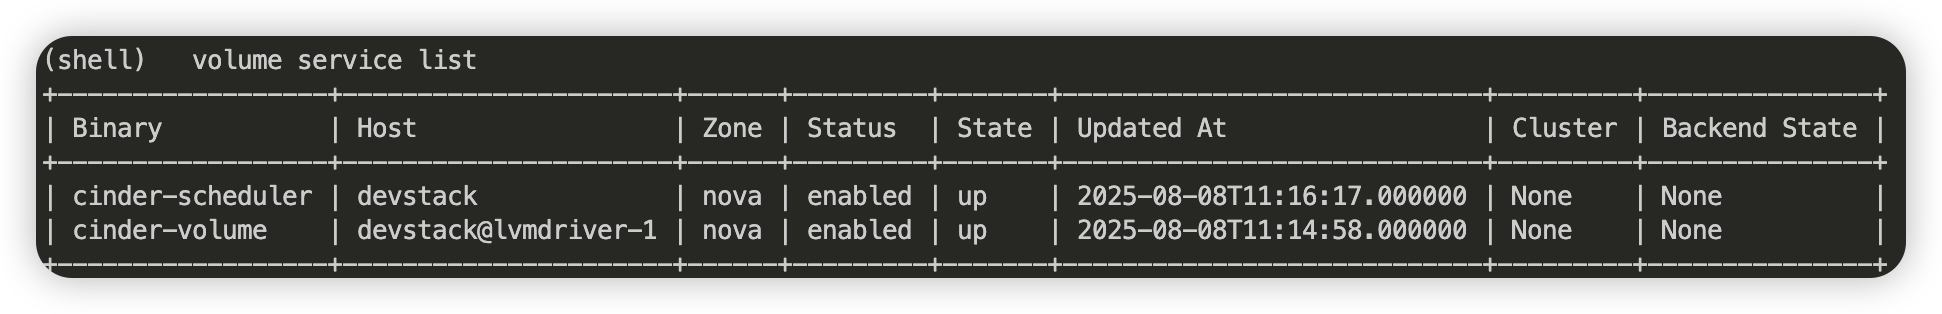 (shell)   volume service list
+------------------+----------------------+------+---------+-------+----------------------------+---------+---------------+
| Binary           | Host                 | Zone | Status  | State | Updated At                 | Cluster | Backend State |
+------------------+----------------------+------+---------+-------+----------------------------+---------+---------------+
| cinder-scheduler | devstack             | nova | enabled | up    | 2025-08-08T11:16:17.000000 | None    | None          |
| cinder-volume    | devstack@lvmdriver-1 | nova | enabled | up    | 2025-08-08T11:14:58.000000 | None    | None          |
+------------------+----------------------+------+---------+-------+----------------------------+---------+---------------+